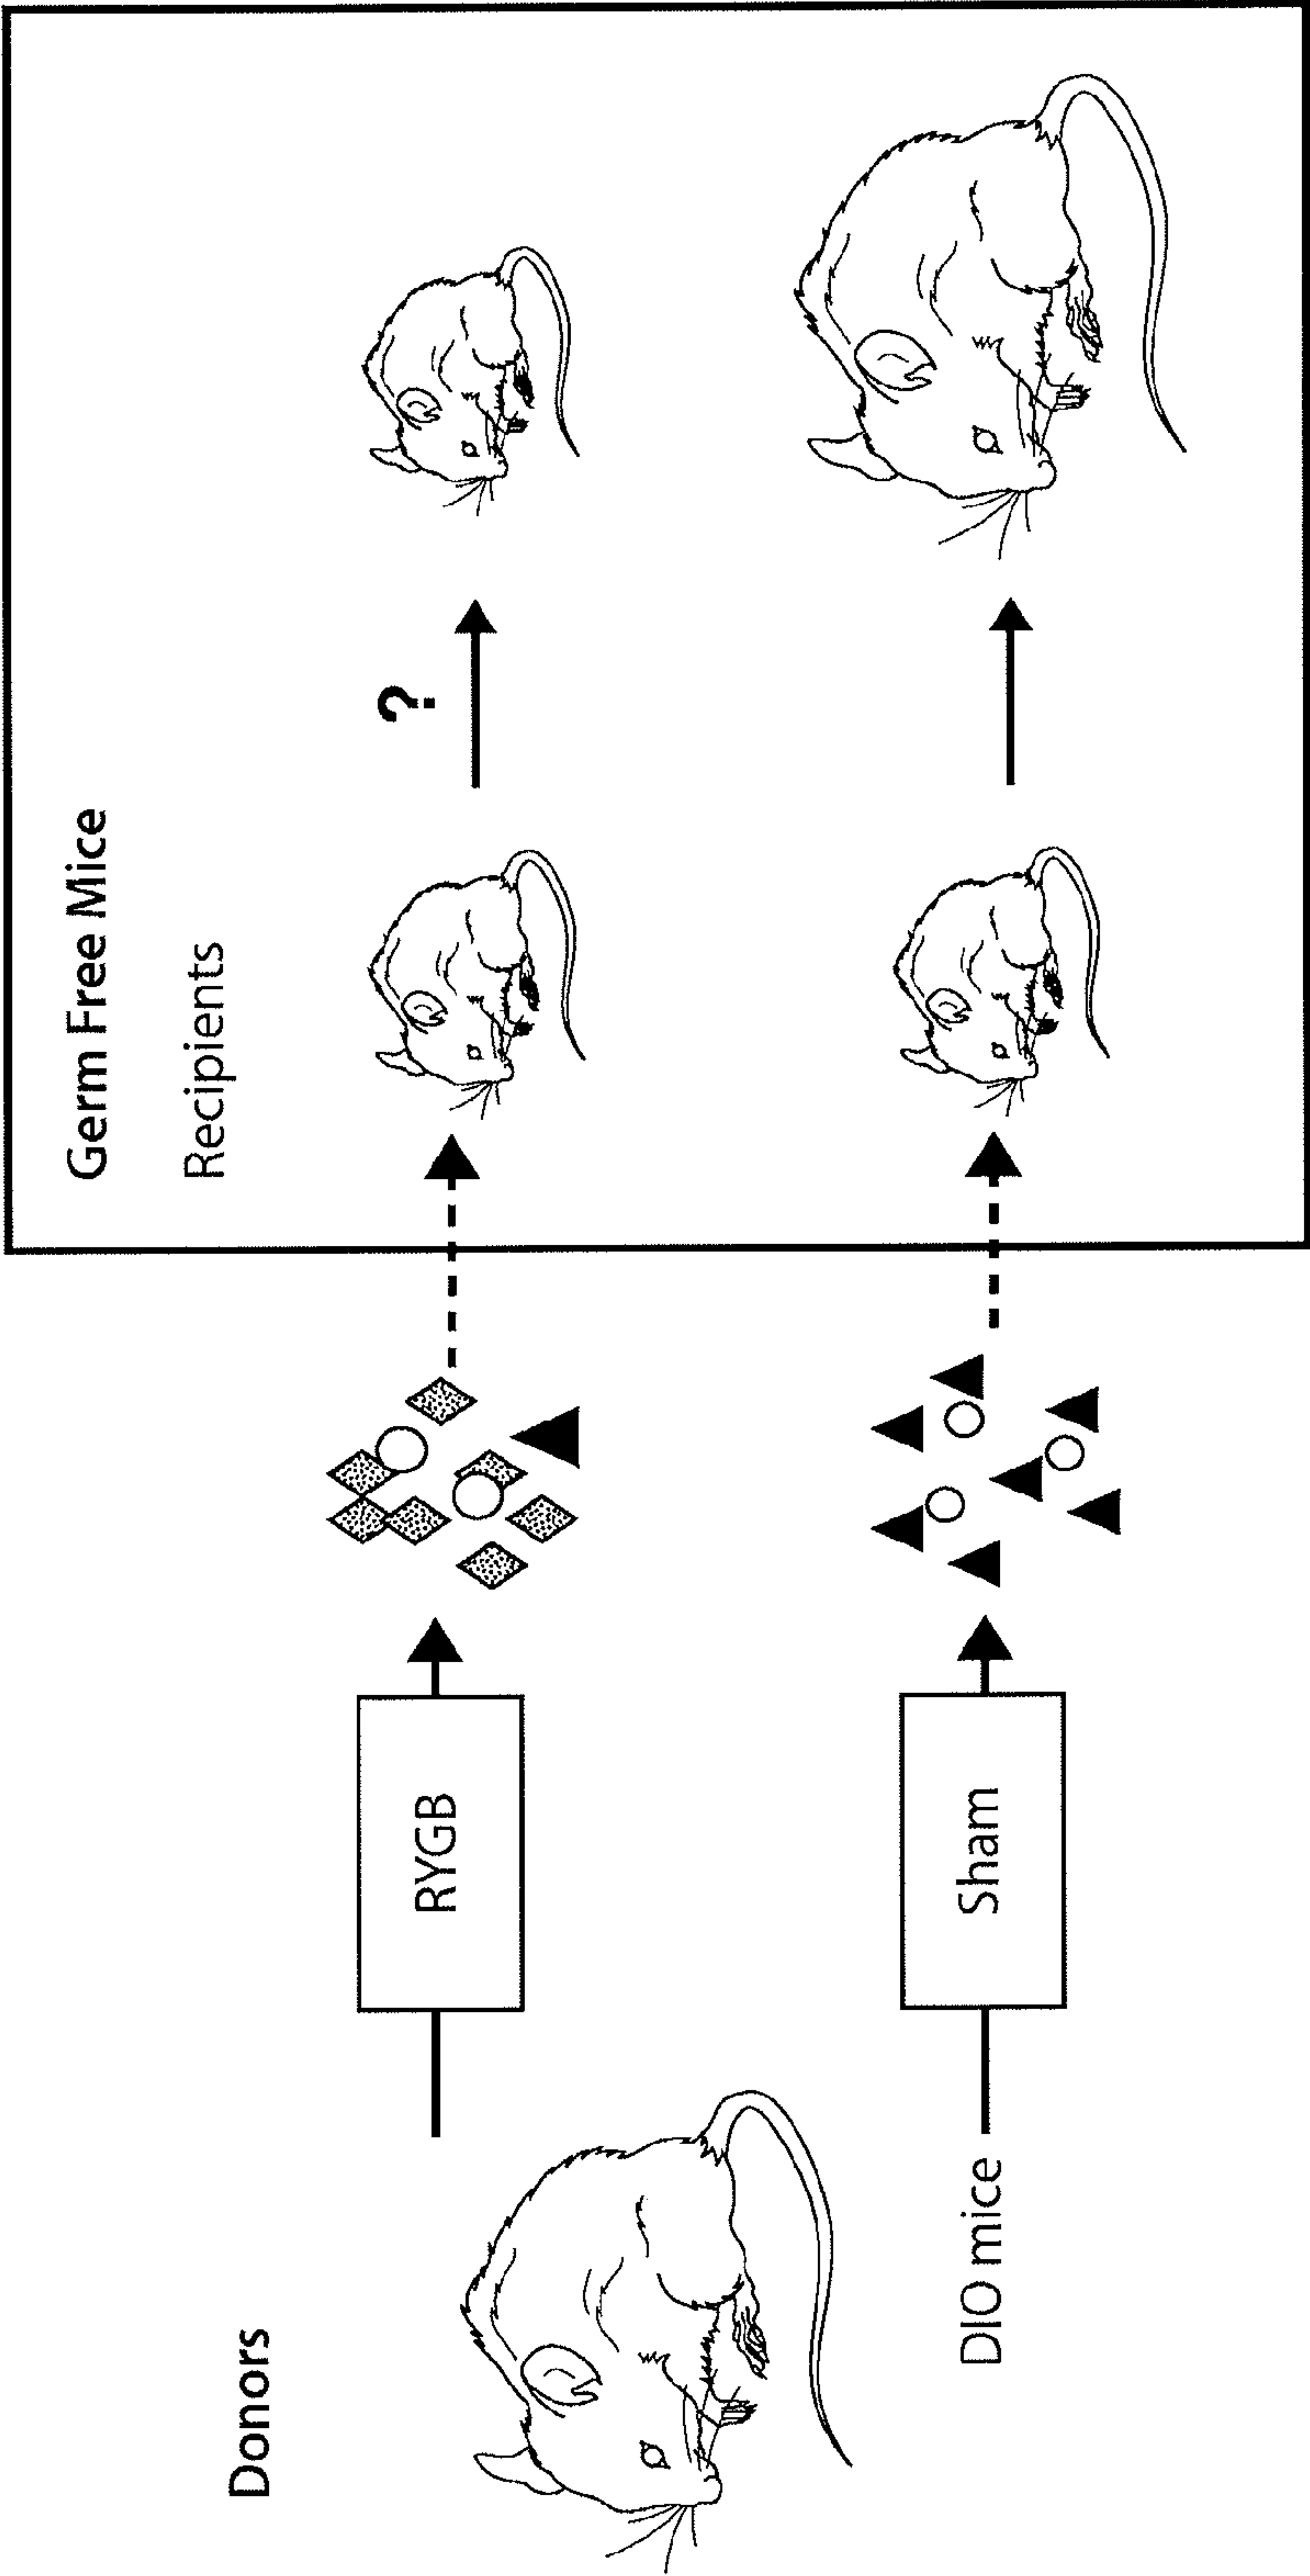 Donors
DIO mice
RYGB
Sham
Germ Free Mice
Recipients
?